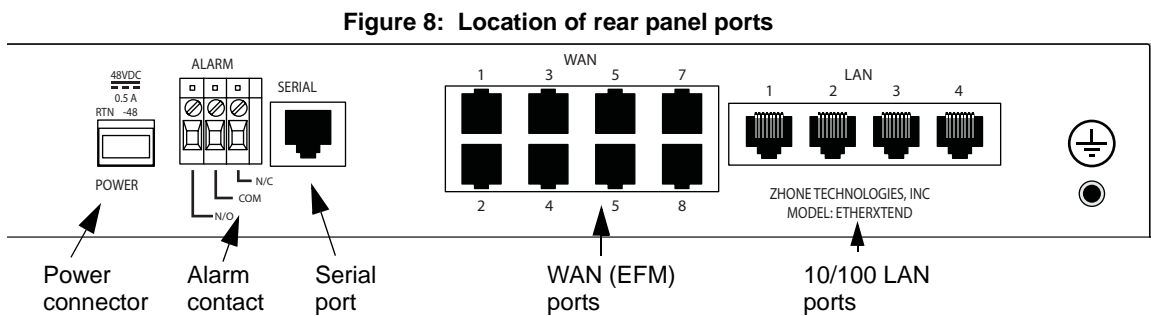 Figure 8: Location of rear panel ports
48VDC
0.5 A
RTN -48
POWER
ALARM
N/C
COM
N/O
SERIAL
WAN
1 3 5 7
2 4 5 8
LAN
1 2 3 4
ZHONE TECHNOLOGIES, INC
MODEL: ETHERXTEND
Power
connector
Alarm
contact
Serial
port
WAN (EFM)
ports
10/100 LAN
ports